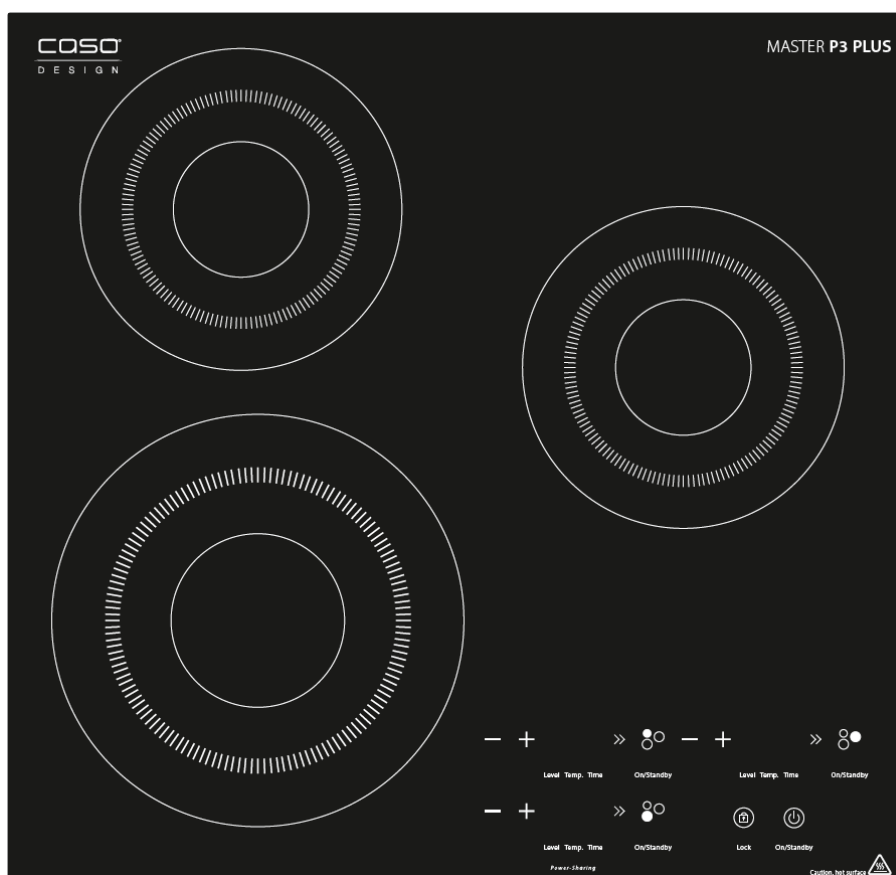 caso
DESIGN
MASTER P3 PLUS
Level Temp. Time On/Standby
Level Temp. Time On/Standby
Level Temp. Time On/Standby
Lock On/Standby
Power-Sharing
Caution, hot surface